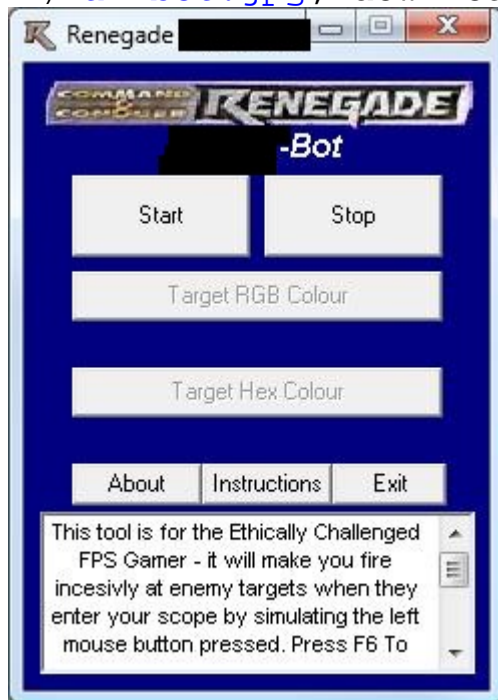 Renegade
COMMAND & CONQUER RENEGADE
-Bot
Start Stop
Target RGB Colour
Target Hex Colour
About Instructions Exit
This tool is for the Ethically Challenged
FPS Gamer - it will make you fire
incesivly at enemy targets when they
enter your scope by simulating the left
mouse button pressed. Press F6 To